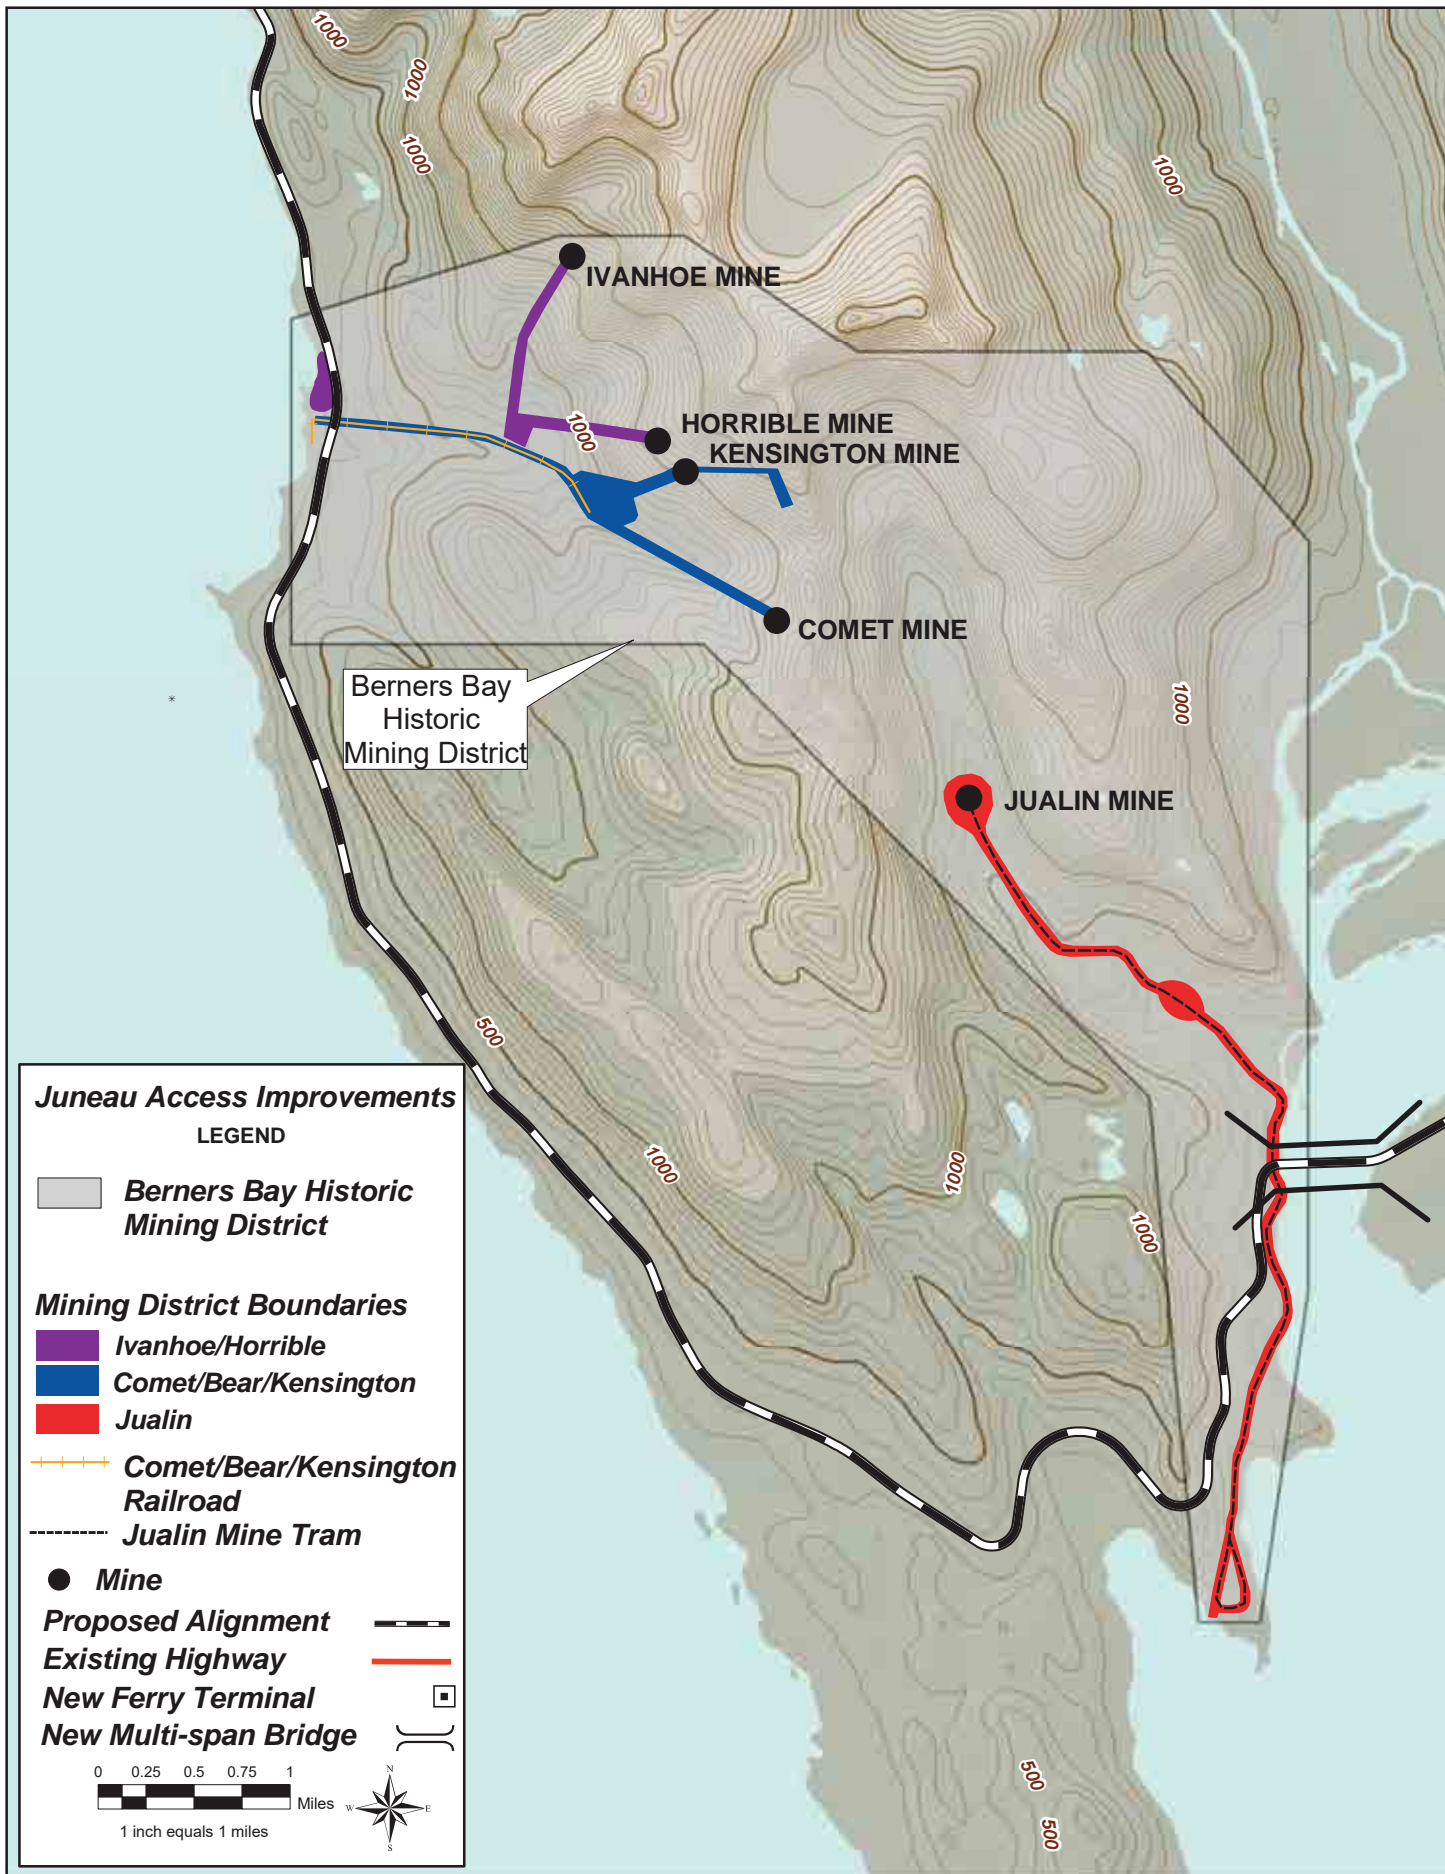 1000
1000
1000
1000
IVANHOE MINE
1000
HORRIBLE MINE
KENSINGTON MINE
COMET MINE
Berners Bay
Historic
Mining District
1000
JUALIN MINE
500
1000
1000
1000
500
500
Juneau Access Improvements
LEGEND
Berners Bay Historic
Mining District
Mining District Boundaries
Ivanhoe/Horrible
Comet/Bear/Kensington
Jualin
Comet/Bear/Kensington
Railroad
Jualin Mine Tram
Mine
Proposed Alignment
Existing Highway
New Ferry Terminal
New Multi-span Bridge
0 0.25 0.5 0.75 1
Miles
1 inch equals 1 miles
N
W E
S